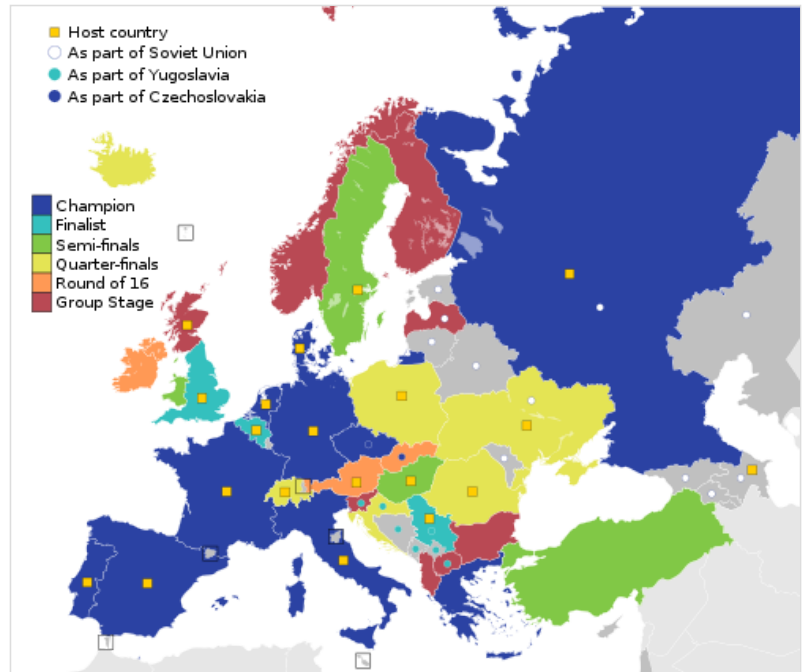 Host country
As part of Soviet Union
As part of Yugoslavia
As part of Czechoslovakia
Champion
Finalist
Semi-finals
Quarter-finals
Round of 16
Group Stage